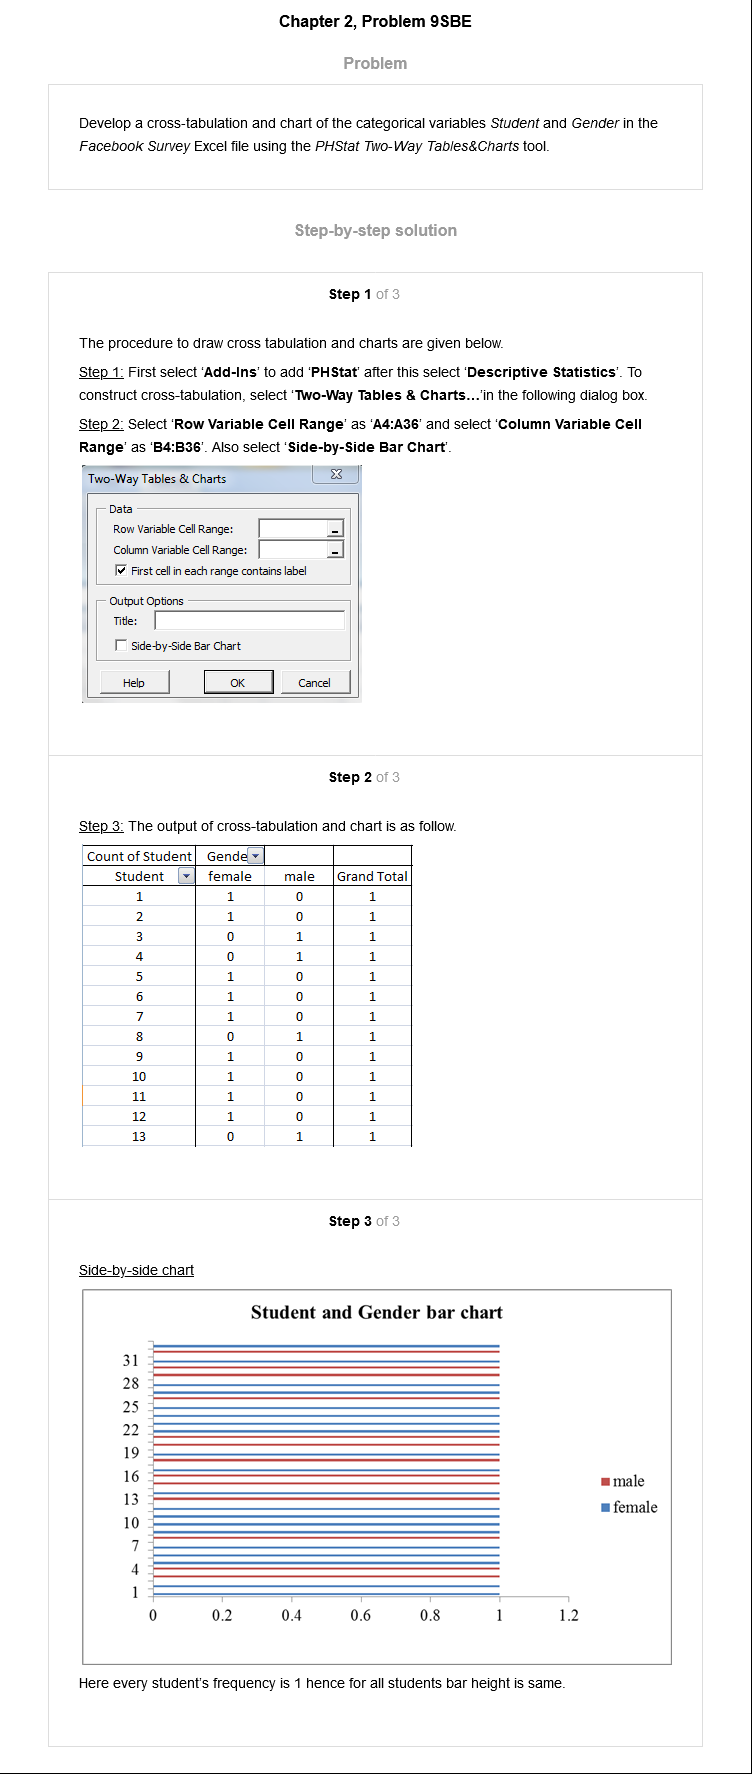 Chapter 2, Problem 9SBE
Problem
Develop a cross-tabulation and chart of the categorical variables Student and Gender in the
Facebook Survey Excel file using the PHStat Two-Way Tables&Charts tool.
Step-by-step solution
Step 1 of 3
The procedure to draw cross tabulation and charts are given below.
Step 1: First select ‘Add-Ins’ to add ‘PHStat’ after this select ‘Descriptive Statistics’. To
construct cross-tabulation, select ‘Two-Way Tables & Charts...’in the following dialog box.
Step 2: Select ‘Row Variable Cell Range’ as ‘A4:A36’ and select ‘Column Variable Cell
Range’ as ‘B4:B36’. Also select ‘Side-by-Side Bar Chart’.
Two-Way Tables & Charts
Data
Row Variable Cell Range:
Column Variable Cell Range:
First cell in each range contains label
Output Options
Title:
Side-by-Side Bar Chart
Help OK Cancel
Step 2 of 3
Step 3: The output of cross-tabulation and chart is as follow.
Count of Student Gende
Student female male Grand Total
1 1 0 1
2 1 0 1
3 0 1 1
4 0 1 1
5 1 0 1
6 1 0 1
7 1 0 1
8 0 1 1
9 1 0 1
10 1 0 1
11 1 0 1
12 1 0 1
13 0 1 1
Step 3 of 3
Side-by-side chart
Student and Gender bar chart
31
28
25
22
19
16
13
10
7
4
1
0 0.2 0.4 0.6 0.8 1 1.2
male
female
Here every student’s frequency is 1 hence for all students bar height is same.